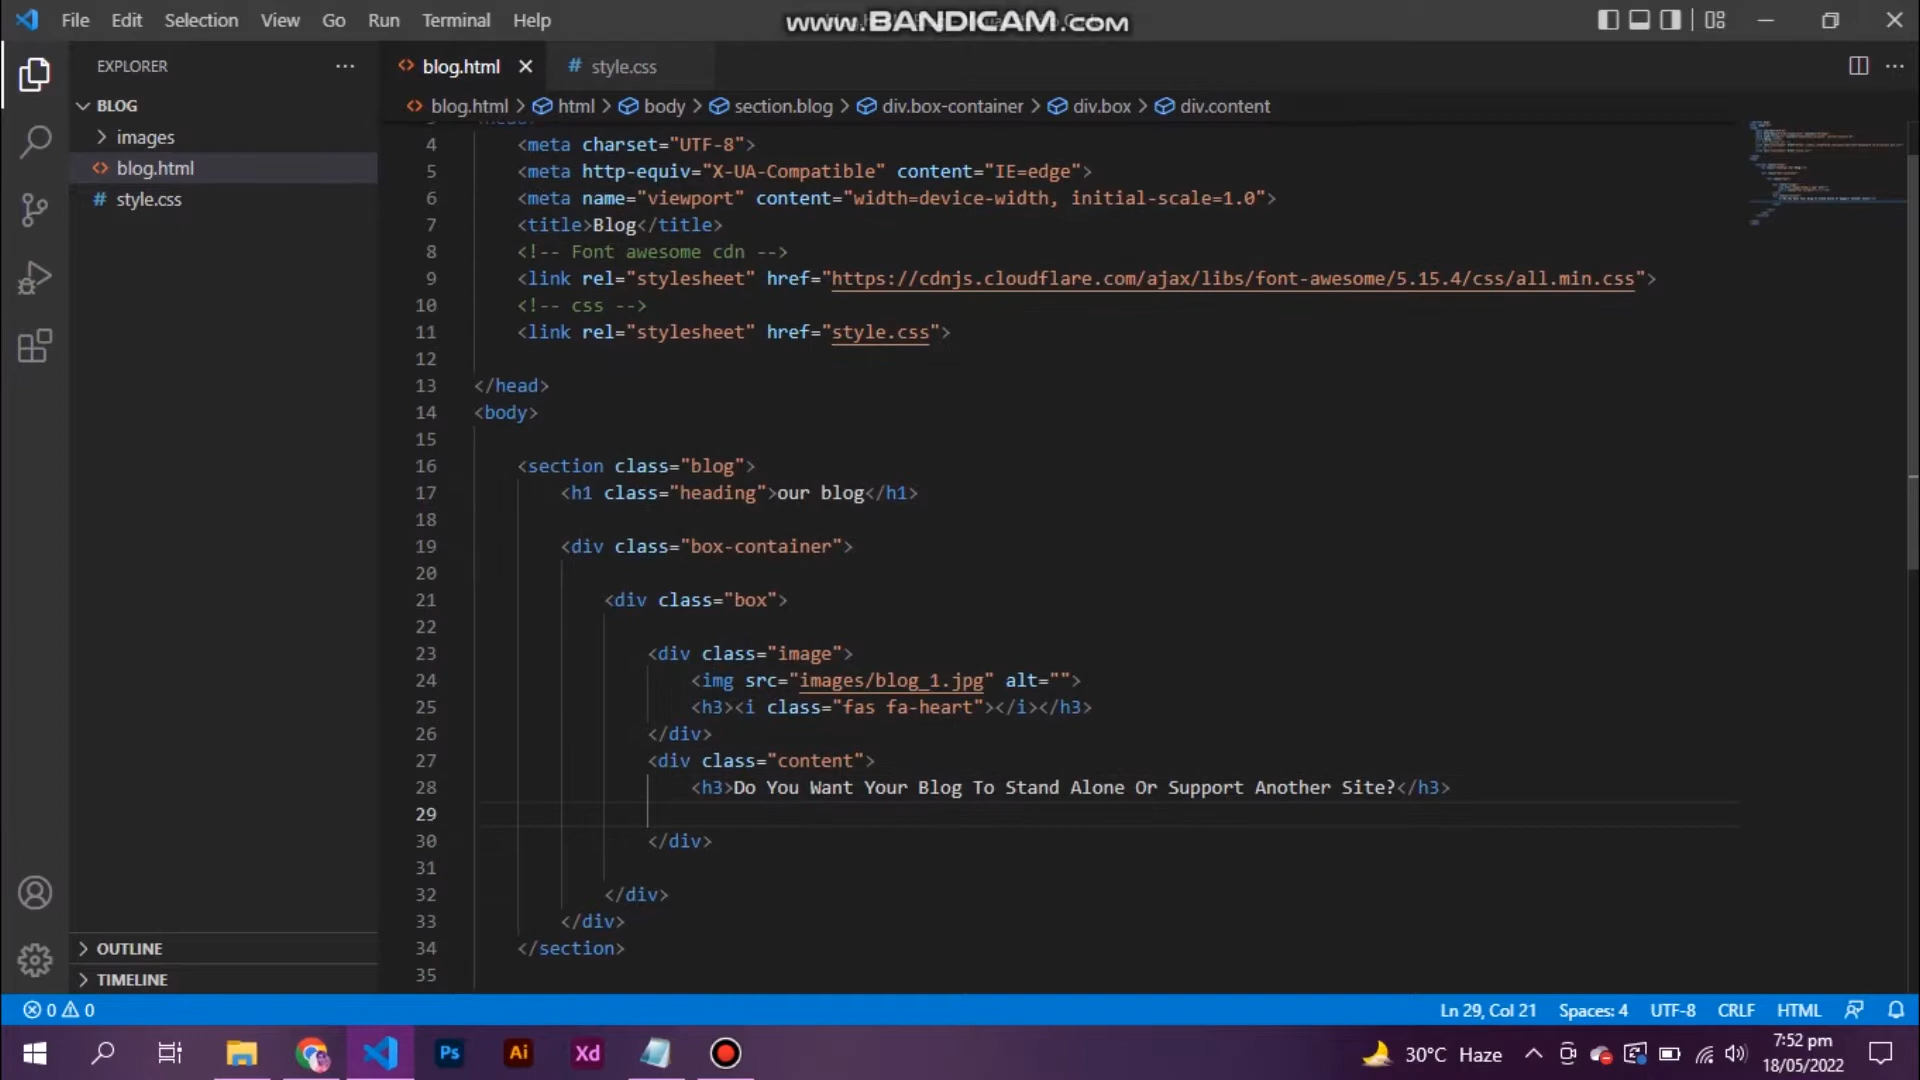 File Edit Selection View Go Run Terminal Help
www.BANDICAM.com
EXPLORER
BLOG
images
blog.html
style.css
OUTLINE
TIMELINE
blog.html
style.css
blog.html > html > body > section.blog > div.box-container > div.box > div.content
4 <meta charset="UTF-8">
5 <meta http-equiv="X-UA-Compatible" content="IE=edge">
6 <meta name="viewport" content="width=device-width, initial-scale=1.0">
7 <title>Blog</title>
8 <!-- Font awesome cdn -->
9 <link rel="stylesheet" href="https://cdnjs.cloudflare.com/ajax/libs/font-awesome/5.15.4/css/all.min.css">
10 <!-- css -->
11 <link rel="stylesheet" href="style.css">
12
13 </head>
14 <body>
15
16 <section class="blog">
17 <h1 class="heading">our blog</h1>
18
19 <div class="box-container">
20
21 <div class="box">
22
23 <div class="image">
24 <img src="images/blog_1.jpg" alt="">
25 <h3><i class="fas fa-heart"></i></h3>
26 </div>
27 <div class="content">
28 <h3>Do You Want Your Blog To Stand Alone Or Support Another Site?</h3>
29
30 </div>
31
32 </div>
33 </div>
34 </section>
35
0 0
Ln 29, Col 21 Spaces: 4 UTF-8 CRLF HTML
Ps Ai Xd
30°C Haze
7:52 pm
18/05/2022